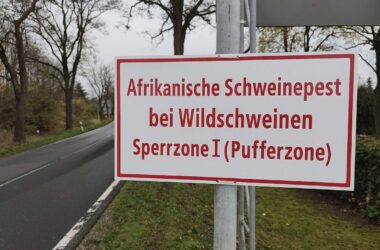 Afrikanische Schweinepest
bei Wildschweinen
Sperrzone I (Pufferzone)